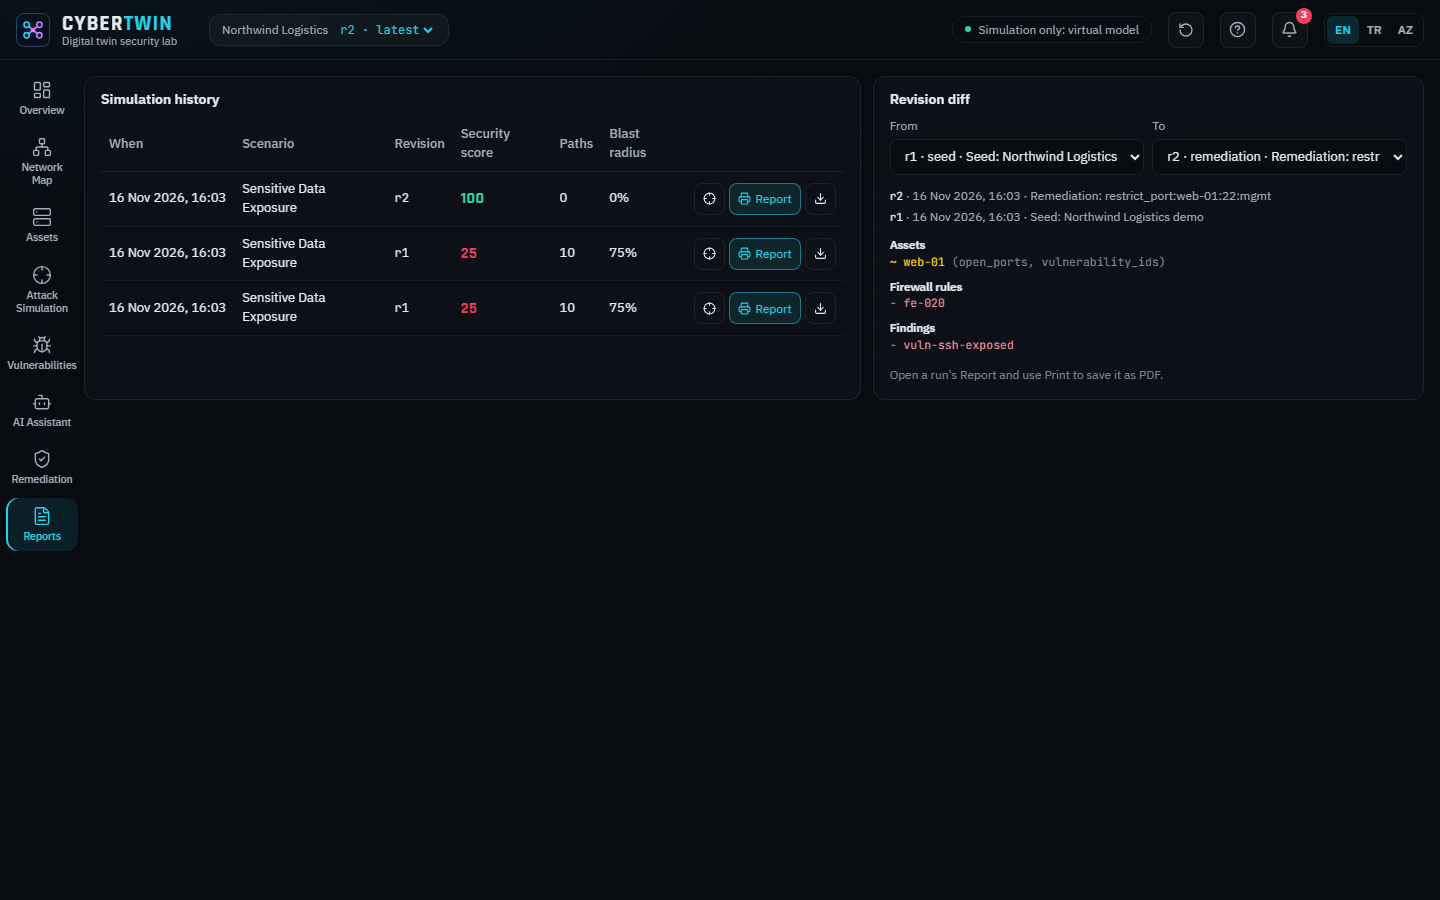 CYBERTWIN
Digital twin security lab
Northwind Logistics r2 · latest
Simulation only: virtual model
3
EN TR AZ
Overview
Network
Map
Assets
Attack
Simulation
Vulnerabilities
AI Assistant
Remediation
Reports
Simulation history
When Scenario Revision Security score Paths Blast radius
16 Nov 2026, 16:03 Sensitive Data Exposure r2 100 0 0% Report
16 Nov 2026, 16:03 Sensitive Data Exposure r1 25 10 75% Report
16 Nov 2026, 16:03 Sensitive Data Exposure r1 25 10 75% Report
Revision diff
From To
r1 · seed · Seed: Northwind Logistics r2 · remediation · Remediation: restr
r2 · 16 Nov 2026, 16:03 · Remediation: restrict_port:web-01:22:mgmt
r1 · 16 Nov 2026, 16:03 · Seed: Northwind Logistics demo
Assets
~ web-01 (open_ports, vulnerability_ids)
Firewall rules
- fe-020
Findings
- vuln-ssh-exposed
Open a run's Report and use Print to save it as PDF.